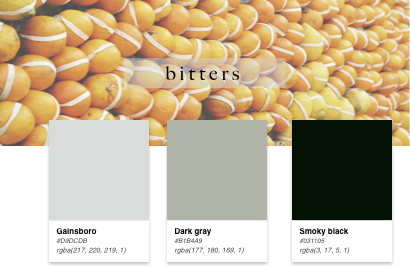 bitters
Gainsboro
#D9DCDB
rgba(217, 220, 219, 1)
Dark gray
#B1B4A9
rgba(177, 180, 169, 1)
Smoky black
#031105
rgba(3, 17, 5, 1)